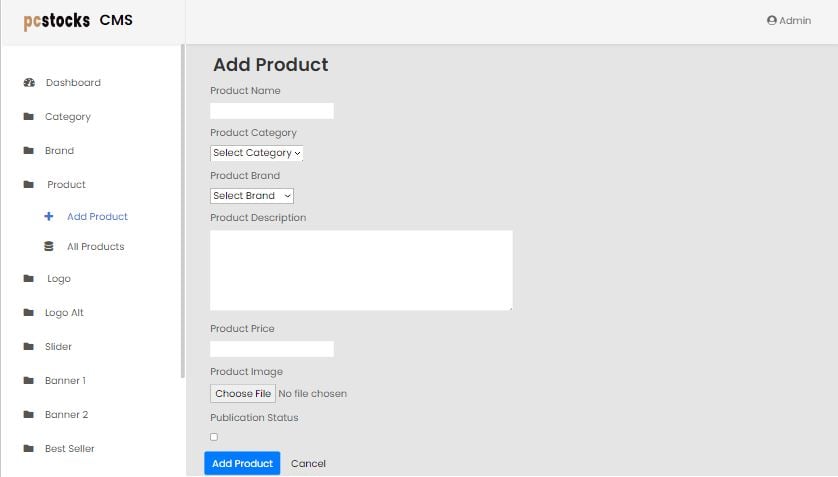 pcstocks CMS
Admin
Dashboard
Category
Brand
Product
Add Product
All Products
Logo
Logo Alt
Slider
Banner 1
Banner 2
Best Seller
Add Product
Product Name
Product Category
Select Category
Product Brand
Select Brand
Product Description
Product Price
Product Image
Choose File No file chosen
Publication Status
Add Product Cancel